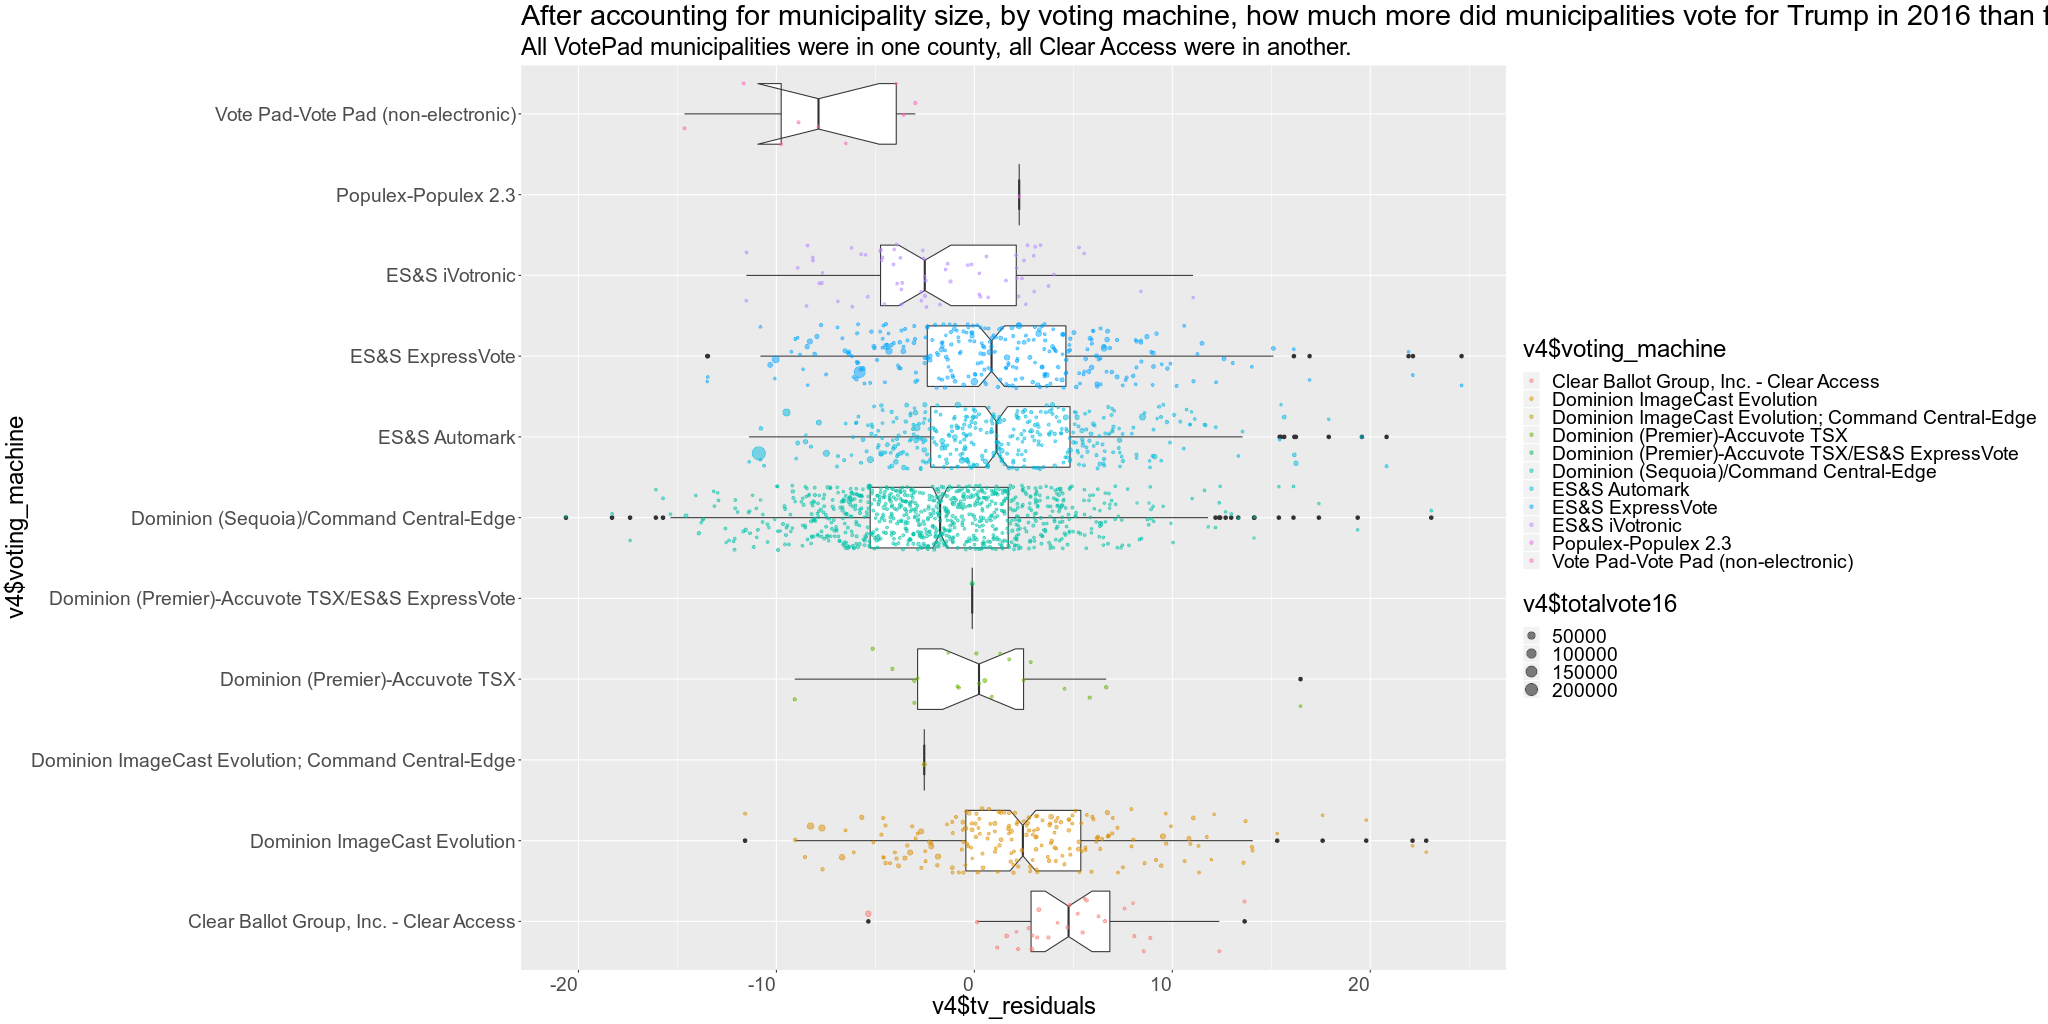 After accounting for municipality size, by voting machine, how much more did municipalities vote for Trump in 2016 than
All VotePad municipalities were in one county, all Clear Access were in another.
v4$voting_machine
Vote Pad-Vote Pad (non-electronic)
Populex-Populex 2.3
ES&S iVotronic
ES&S ExpressVote
ES&S Automark
Dominion (Sequoia)/Command Central-Edge
Dominion (Premier)-Accuvote TSX/ES&S ExpressVote
Dominion (Premier)-Accuvote TSX
Dominion ImageCast Evolution; Command Central-Edge
Dominion ImageCast Evolution
Clear Ballot Group, Inc. - Clear Access
-20
-10
0
10
20
v4$tv_residuals
v4$voting_machine
Clear Ballot Group, Inc. - Clear Access
Dominion ImageCast Evolution
Dominion ImageCast Evolution; Command Central-Edge
Dominion (Premier)-Accuvote TSX
Dominion (Premier)-Accuvote TSX/ES&S ExpressVote
Dominion (Sequoia)/Command Central-Edge
ES&S Automark
ES&S ExpressVote
ES&S iVotronic
Populex-Populex 2.3
Vote Pad-Vote Pad (non-electronic)
v4$totalvote16
50000
100000
150000
200000